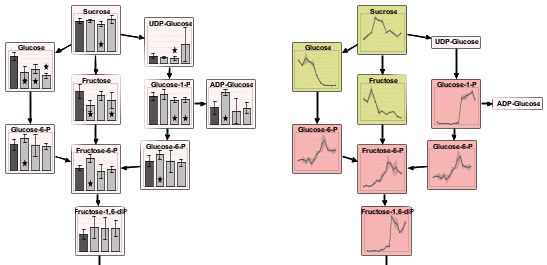 Sucrose
UDP-Glucose
Glucose
Fructose
Glucose-1-P
ADP-Glucose
Glucose-6-P
Fructose-6-P
Glucose-6-P
Fructose-1,6-diP
Sucrose
UDP-Glucose
Glucose
Fructose
Glucose-1-P
ADP-Glucose
Glucose-6-P
Fructose-6-P
Glucose-6-P
Fructose-1,6-diP